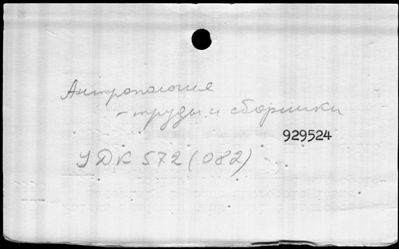 Антропология
- труды и сборники
929524
УДК 572 (082)